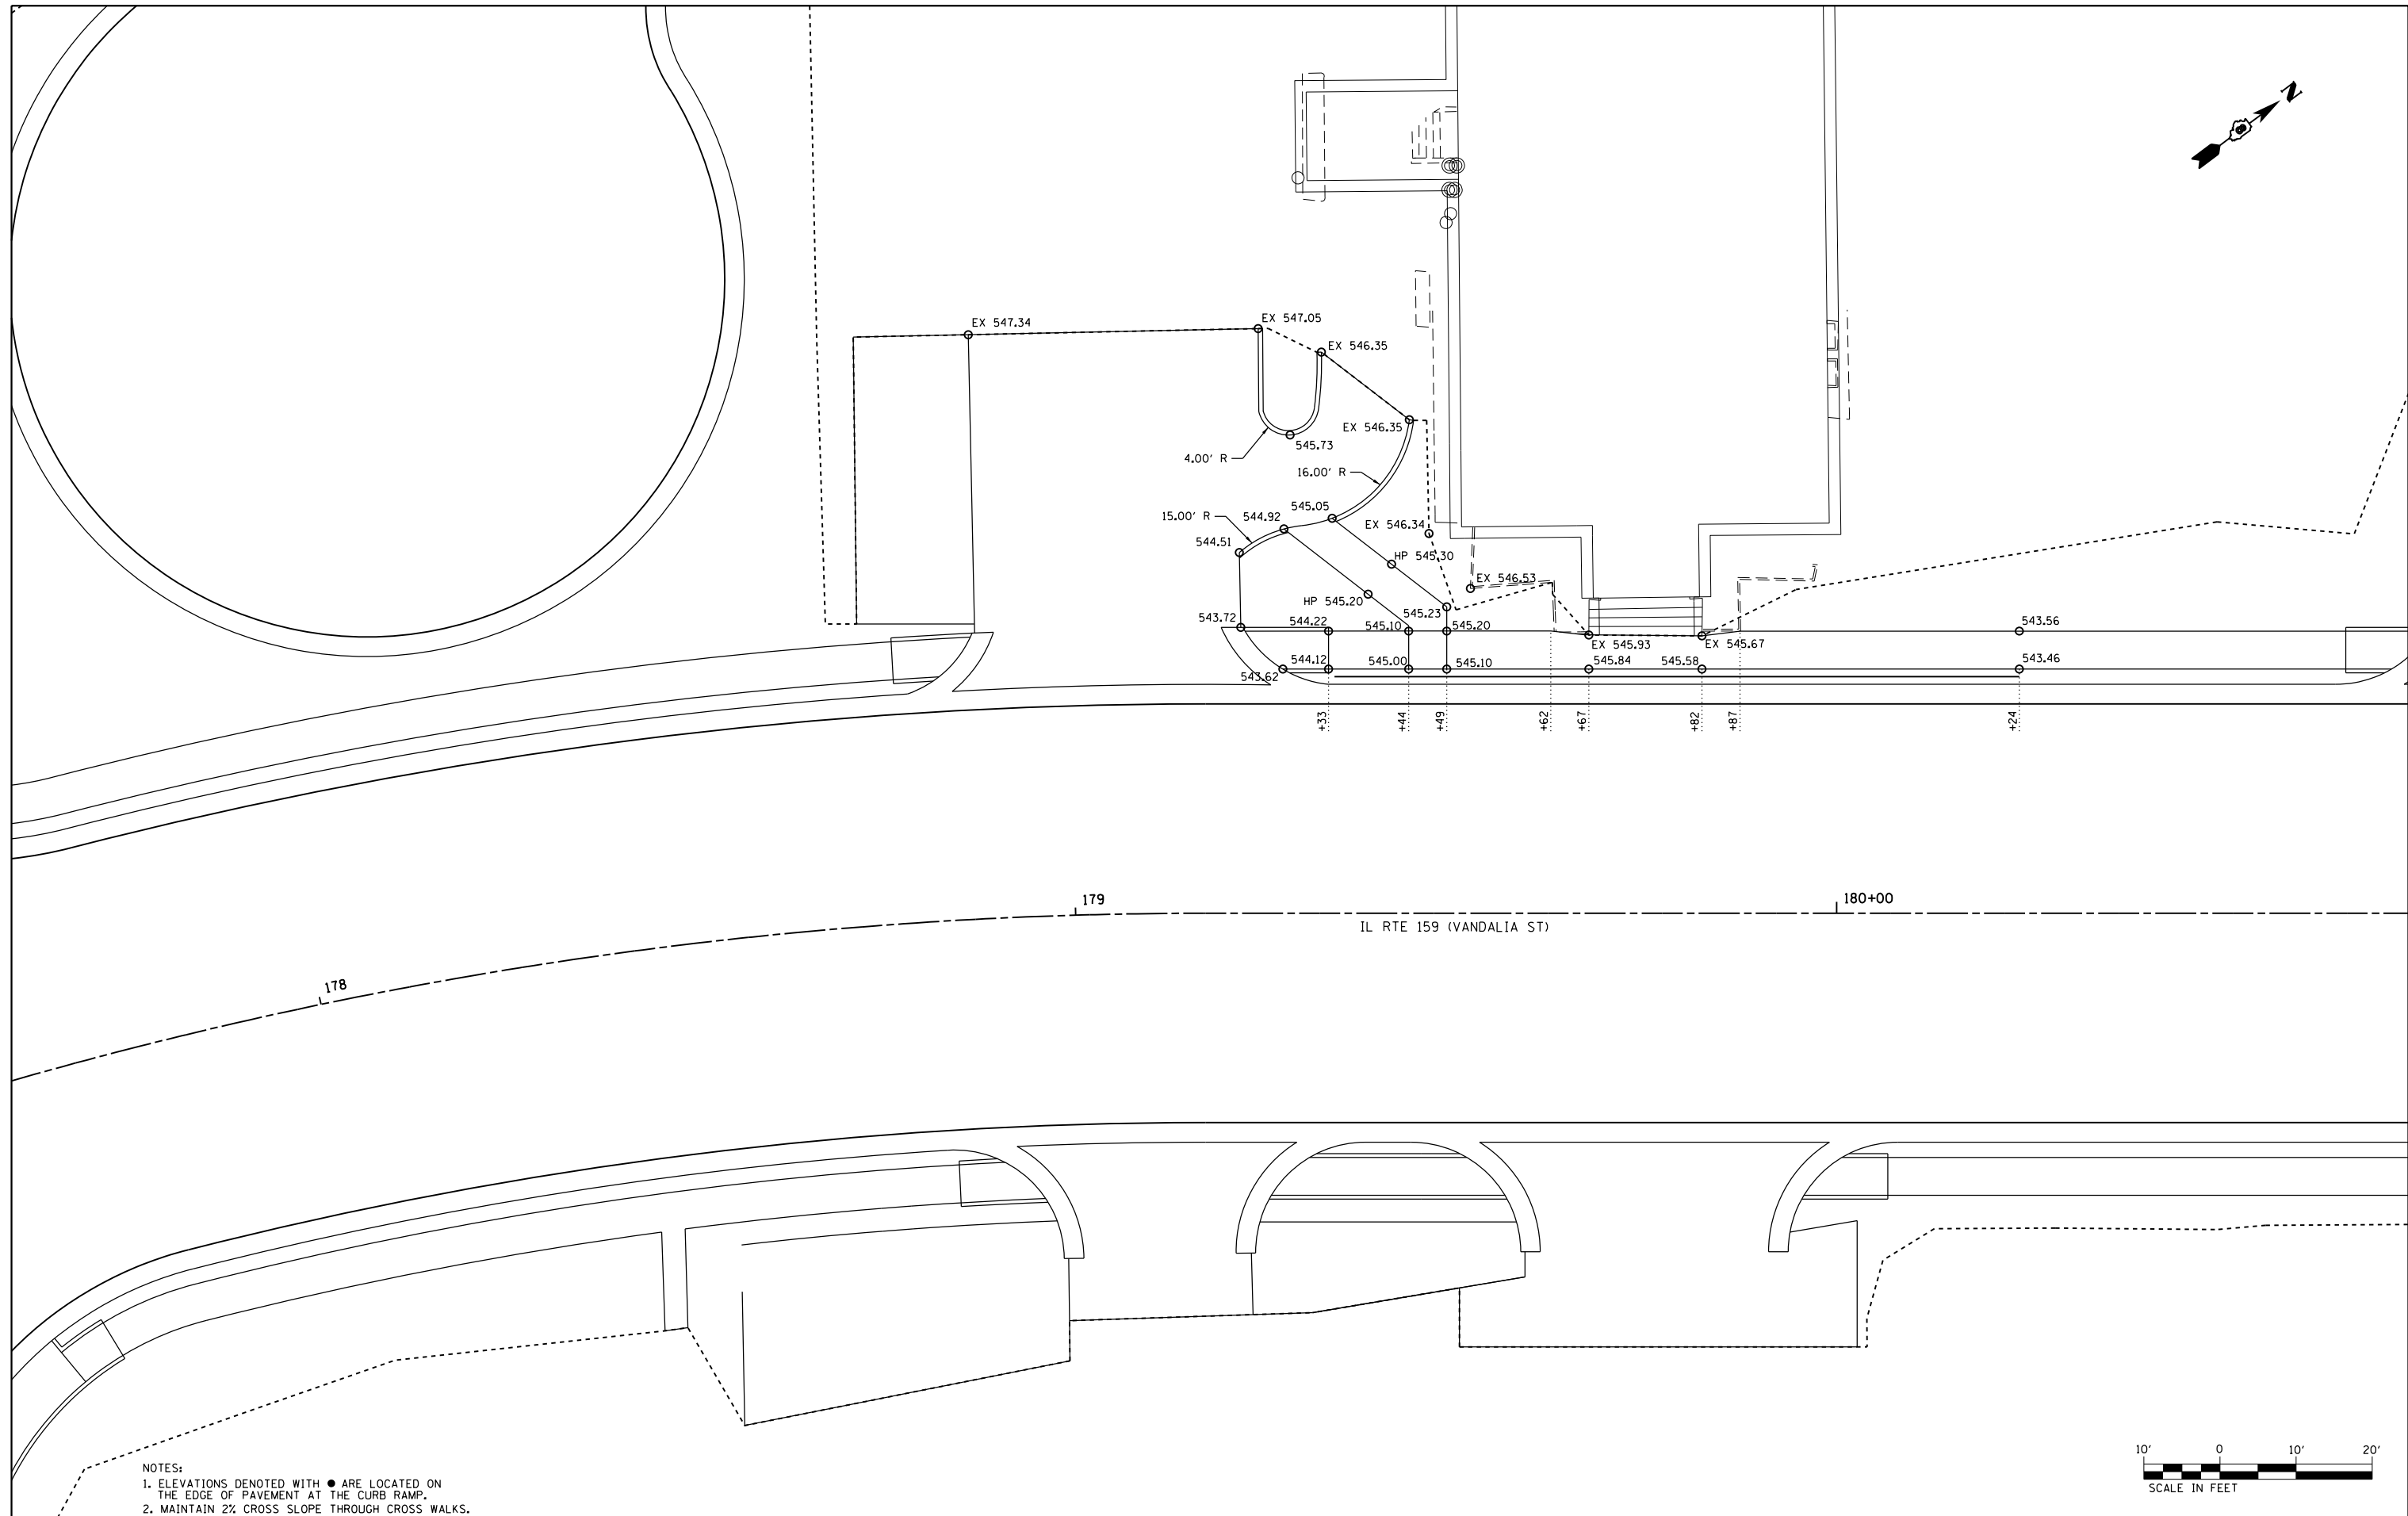 N
EX 547.34
EX 547.05
EX 546.35
EX 546.35
545.73
4.00' R
16.00' R
545.05
15.00' R
544.92
EX 546.34
544.51
HP 545.30
EX 546.53
HP 545.20
545.23
543.72
544.22
545.10
545.20
EX 545.93
EX 545.67
543.56
544.12
545.00
545.10
545.84
545.58
543.46
543.62
+33
+44
+49
+62
+67
+82
+87
+24
179
180+00
IL RTE 159 (VANDALIA ST)
178
10' 0 10' 20'
SCALE IN FEET
NOTES:
1. ELEVATIONS DENOTED WITH ● ARE LOCATED ON
THE EDGE OF PAVEMENT AT THE CURB RAMP.
2. MAINTAIN 2% CROSS SLOPE THROUGH CROSS WALKS.